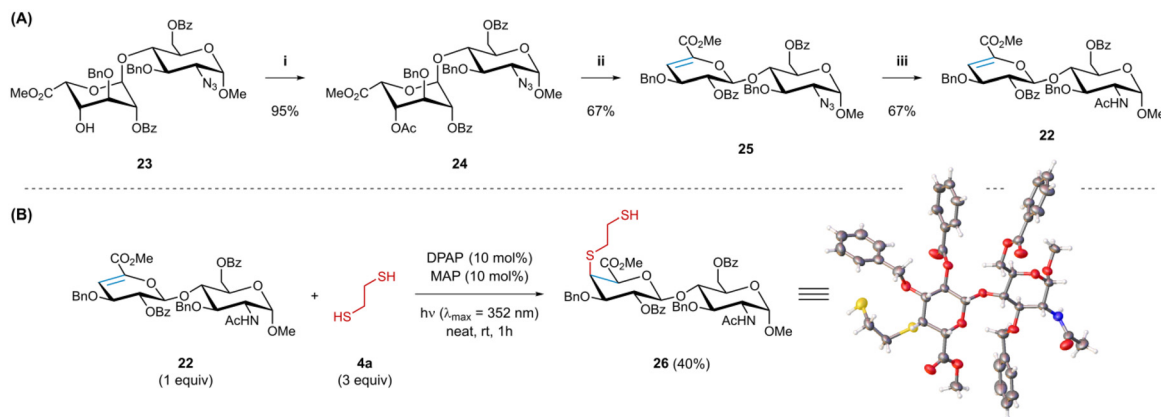 (A)
OBz
O
O
BnO
N3
OMe
MeO2C
O
BnO
O
OH
OBz
23
i
95%
OBz
O
O
BnO
N3
OMe
MeO2C
O
BnO
O
OAc
OBz
24
ii
67%
CO2Me
O
BnO
OBz
O
OBz
O
BnO
N3
OMe
25
iii
67%
CO2Me
O
BnO
OBz
O
OBz
O
BnO
AcHN
OMe
22
(B)
CO2Me
O
BnO
OBz
O
OBz
O
BnO
AcHN
OMe
22
(1 equiv)
+
SH
HS
4a
(3 equiv)
DPAP (10 mol%)
MAP (10 mol%)
hν (λmax = 352 nm)
neat, rt, 1h
SH
S
MeO2C
O
BnO
OBz
O
OBz
O
BnO
AcHN
OMe
26 (40%)